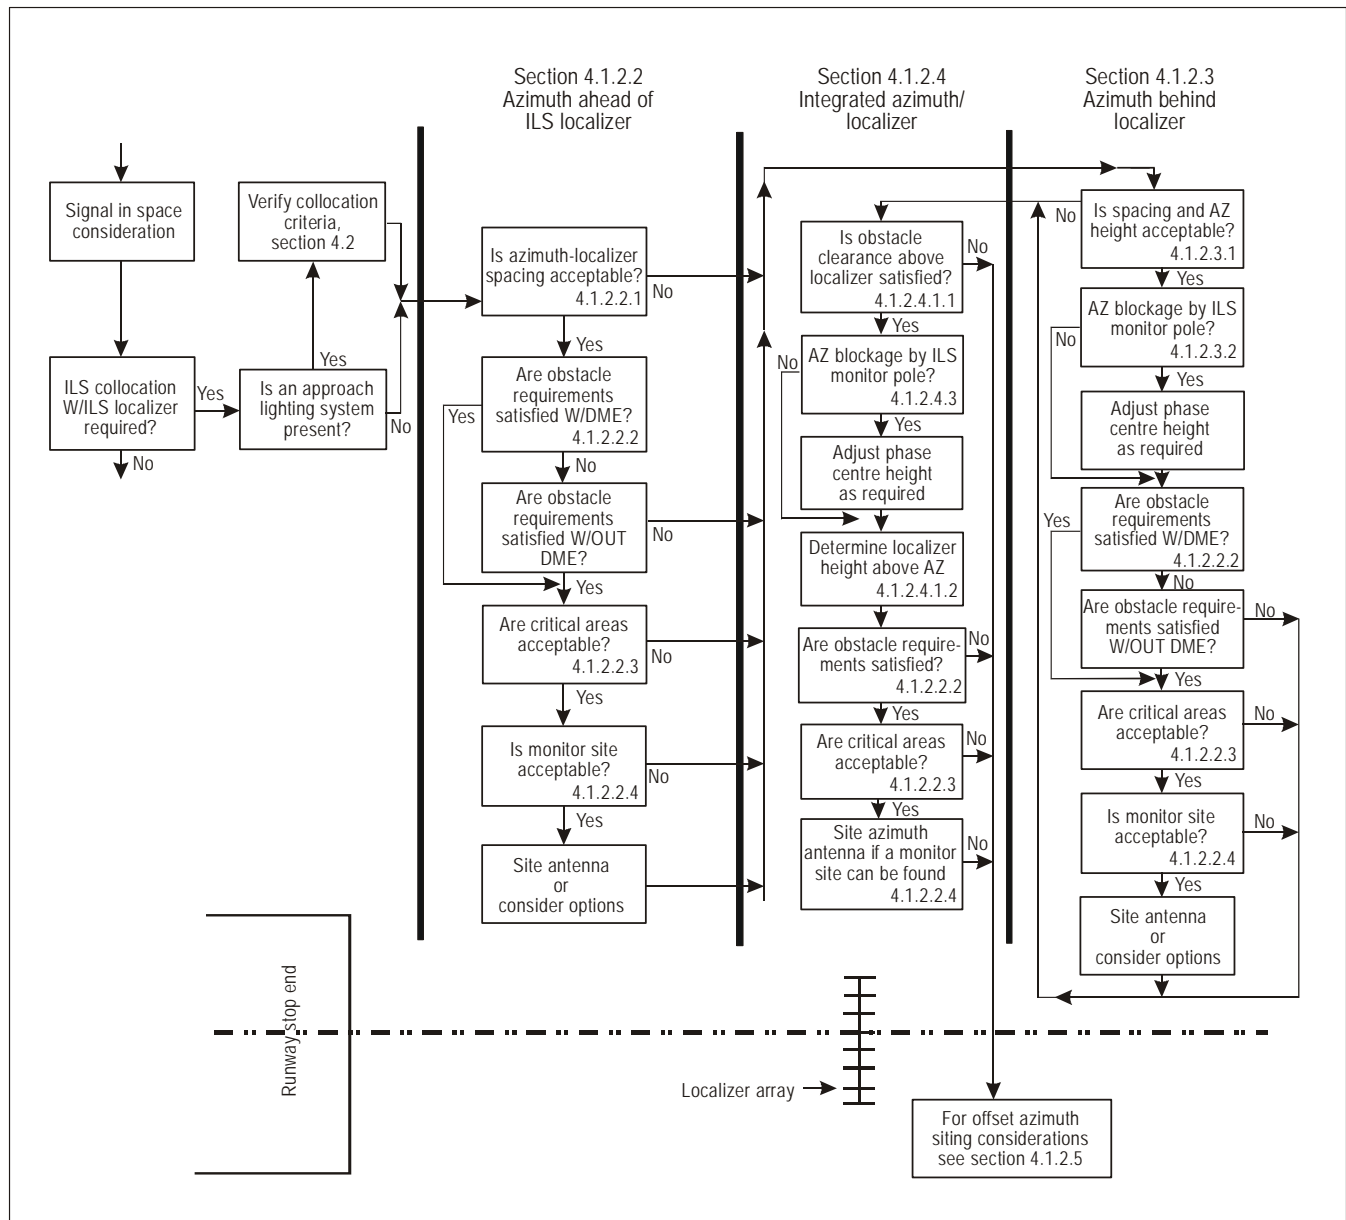 Section 4.1.2.2
Azimuth ahead of
ILS localizer
Section 4.1.2.4
Integrated azimuth/
localizer
Section 4.1.2.3
Azimuth behind
localizer
Signal in space
consideration
ILS collocation
W/ILS localizer
required?
Yes
No
Verify collocation
criteria,
section 4.2
Yes
Is an approach
lighting system
present?
No
Is azimuth-localizer
spacing acceptable?
4.1.2.2.1
No
Yes
Are obstacle
requirements
satisfied W/DME?
4.1.2.2.2
Yes
No
Are obstacle
requirements
satisfied W/OUT
DME?
No
Yes
Are critical areas
acceptable?
4.1.2.2.3
No
Yes
Is monitor site
acceptable?
4.1.2.2.4
No
Yes
Site antenna
or
consider options
Is obstacle
clearance above
localizer satisfied?
4.1.2.4.1.1
No
Yes
AZ blockage by ILS
monitor pole?
4.1.2.4.3
No
Yes
Adjust phase
centre height
as required
Determine localizer
height above AZ
4.1.2.4.1.2
Are obstacle require-
ments satisfied?
4.1.2.2.2
No
Yes
Are critical areas
acceptable?
4.1.2.2.3
No
Yes
Site azimuth
antenna if a monitor
site can be found
4.1.2.2.4
No
Is spacing and AZ
height acceptable?
4.1.2.3.1
No
Yes
AZ blockage by ILS
monitor pole?
4.1.2.3.2
No
Yes
Adjust phase
centre height
as required
Are obstacle
requirements
satisfied W/DME?
4.1.2.2.2
Yes
No
Are obstacle require-
ments satisfied
W/OUT DME?
No
Yes
Are critical areas
acceptable?
4.1.2.2.3
No
Yes
Is monitor site
acceptable?
4.1.2.2.4
No
Yes
Site antenna
or
consider options
Runway stop end
Localizer array
For offset azimuth
siting considerations
see section 4.1.2.5